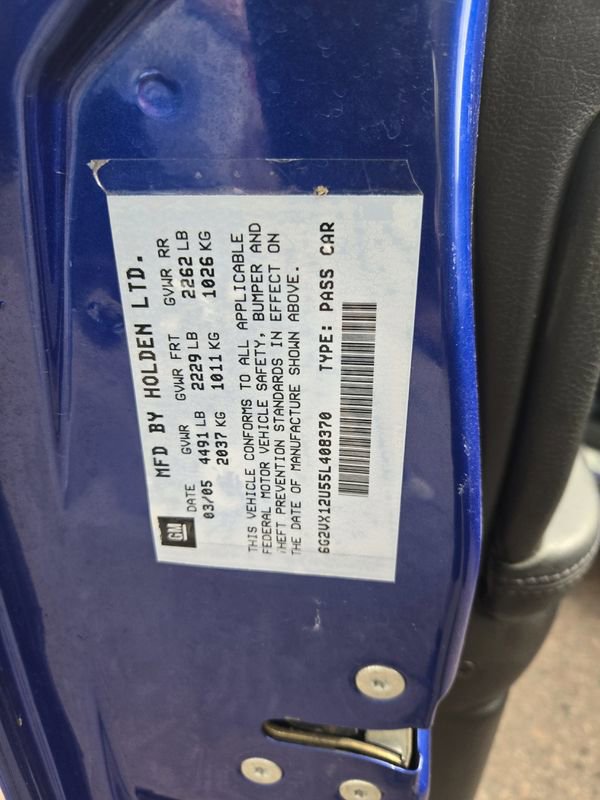 MFD BY HOLDEN LTD.
DATE GVWR GVWR FRT GVWR RR
03/05 4491 LB 2229 LB 2262 LB
2037 KG 1011 KG 1026 KG
GM
THIS VEHICLE CONFORMS TO ALL APPLICABLE
FEDERAL MOTOR VEHICLE SAFETY, BUMPER AND
THEFT PREVENTION STANDARDS IN EFFECT ON
THE DATE OF MANUFACTURE SHOWN ABOVE.
6G2VX12U55L408370 TYPE: PASS CAR